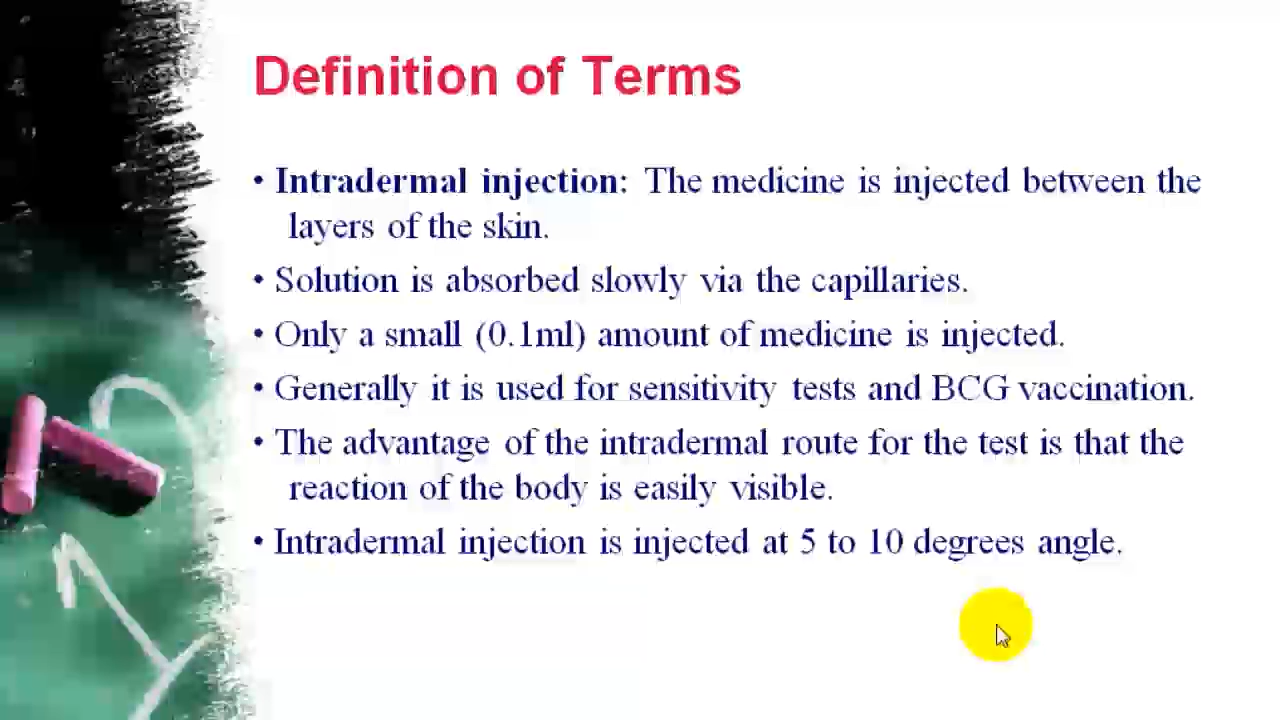 Definition of Terms
• Intradermal injection: The medicine is injected between the
layers of the skin.
• Solution is absorbed slowly via the capillaries.
• Only a small (0.1ml) amount of medicine is injected.
• Generally it is used for sensitivity tests and BCG vaccination.
• The advantage of the intradermal route for the test is that the
reaction of the body is easily visible.
• Intradermal injection is injected at 5 to 10 degrees angle.